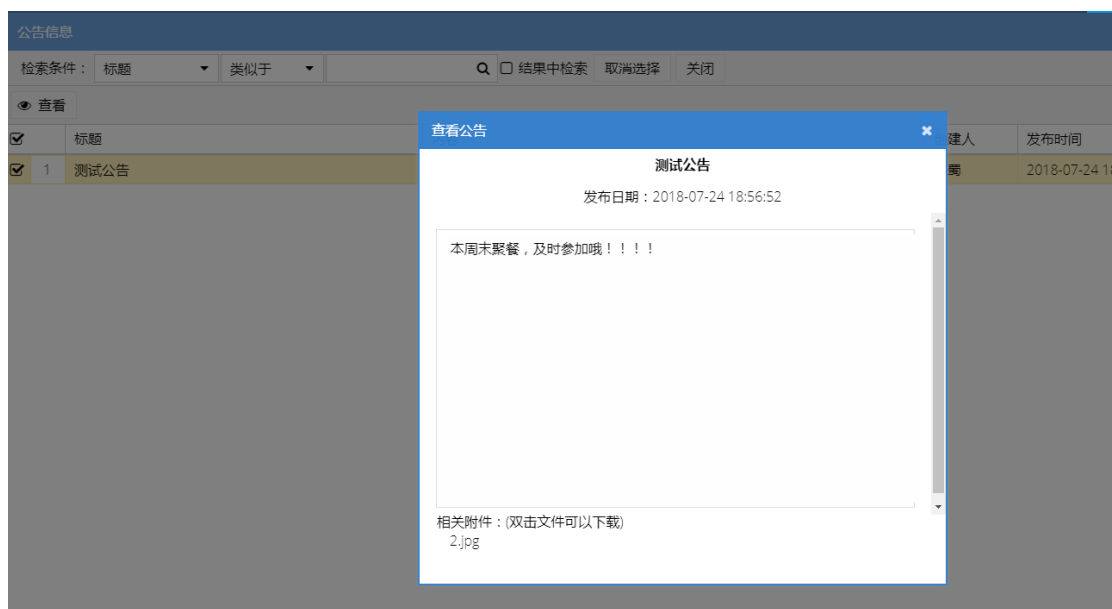 公告信息
检索条件： 标题 类似于 结果中检索 取消选择 关闭
查看
标题 建人 发布时间
1 测试公告 2018-07-24 1
查看公告
测试公告
发布日期：2018-07-24 18:56:52
本周末聚餐，及时参加哦！！！！
相关附件：(双击文件可以下载)
2.jpg